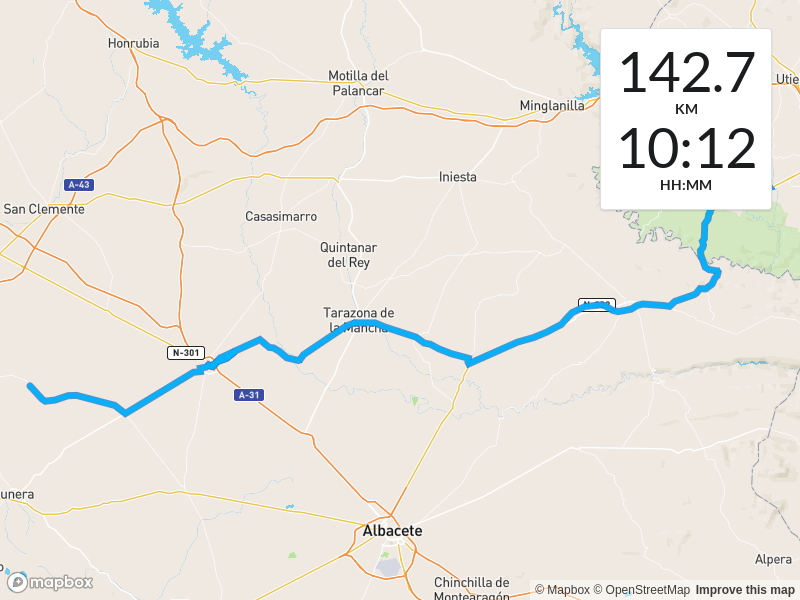 Honrubia
Motilla del
Palancar
142.7
KM
10:12
HH:MM
Utie
Minglanilla
Iniesta
A-43
San Clemente
Casasimarro
Quintanar
del Rey
Tarazona de
la Mancha
N-301
A-31
unera
Albacete
Alpera
Chinchilla de
Montearagón
mapbox
© Mapbox © OpenStreetMap Improve this map